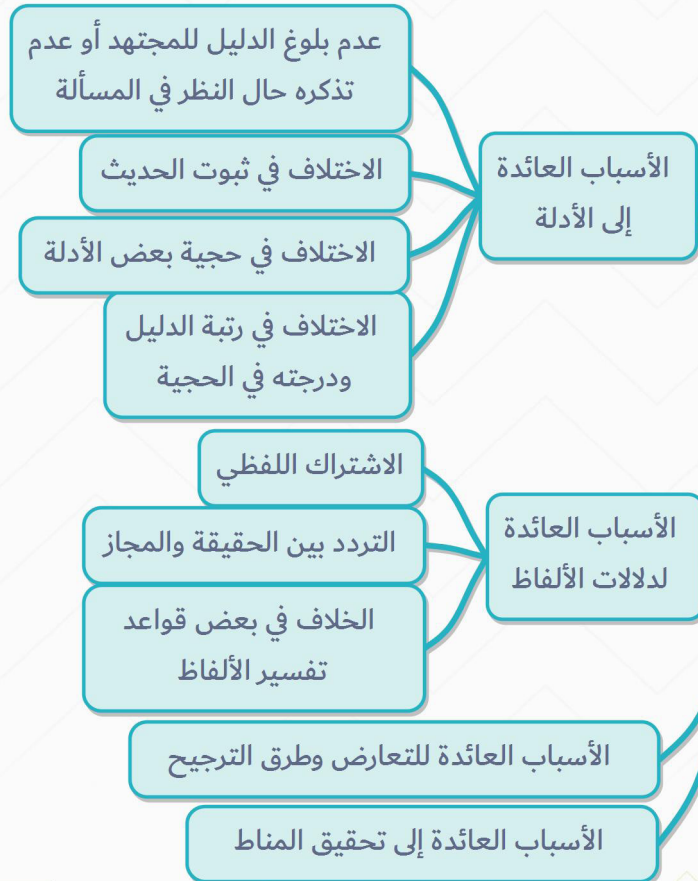 الأسباب العائدة
إلى الأدلة
عدم بلوغ الدليل للمجتهد أو عدم
تذكره حال النظر في المسألة
الاختلاف في ثبوت الحديث
الاختلاف في حجية بعض الأدلة
الاختلاف في رتبة الدليل
ودرجته في الحجية
الأسباب العائدة
لدلالات الألفاظ
الاشتراك اللفظي
التردد بين الحقيقة والمجاز
الخلاف في بعض قواعد
تفسير الألفاظ
الأسباب العائدة للتعارض وطرق الترجيح
الأسباب العائدة إلى تحقيق المناط